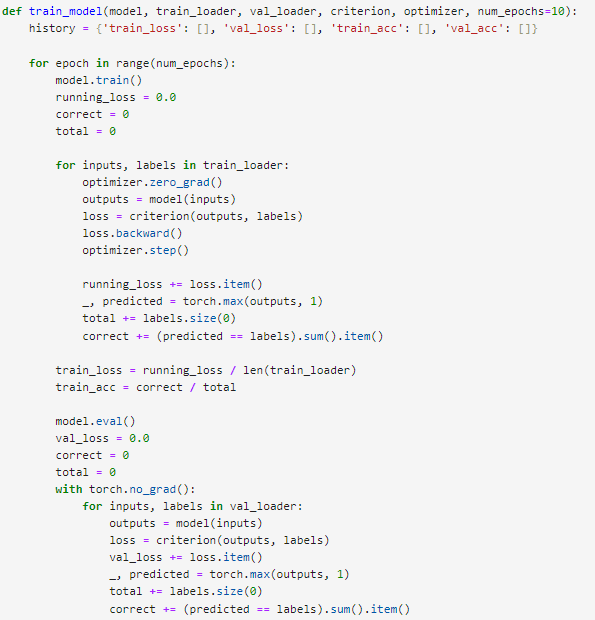 def train_model(model, train_loader, val_loader, criterion, optimizer, num_epochs=10):
    history = {'train_loss': [], 'val_loss': [], 'train_acc': [], 'val_acc': []}

    for epoch in range(num_epochs):
        model.train()
        running_loss = 0.0
        correct = 0
        total = 0

        for inputs, labels in train_loader:
            optimizer.zero_grad()
            outputs = model(inputs)
            loss = criterion(outputs, labels)
            loss.backward()
            optimizer.step()

            running_loss += loss.item()
            _, predicted = torch.max(outputs, 1)
            total += labels.size(0)
            correct += (predicted == labels).sum().item()

        train_loss = running_loss / len(train_loader)
        train_acc = correct / total

        model.eval()
        val_loss = 0.0
        correct = 0
        total = 0
        with torch.no_grad():
            for inputs, labels in val_loader:
                outputs = model(inputs)
                loss = criterion(outputs, labels)
                val_loss += loss.item()
                _, predicted = torch.max(outputs, 1)
                total += labels.size(0)
                correct += (predicted == labels).sum().item()